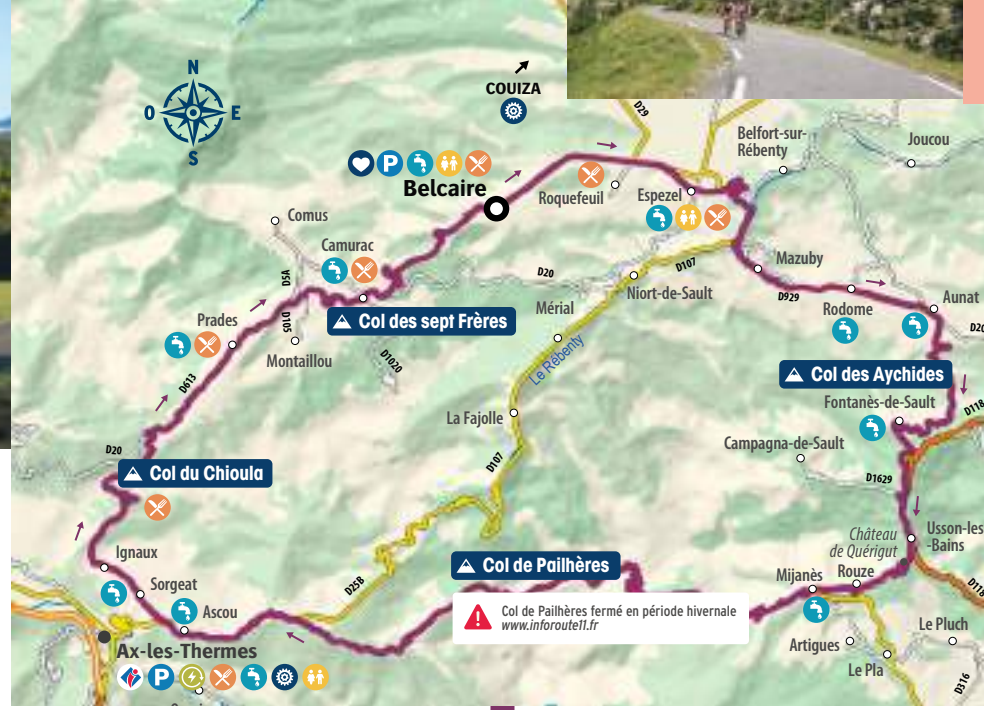 N
O
E
S
COUIZA
D29
Belfort-sur-
Rébenty
Joucou
P
Belcaire
Roquefeuil
Espezel
Comus
Camurac
D20
D107
Mazuby
Niort-de-Sault
D5A
D929
Rodome
Aunat
D20
Prades
D105
Col des sept Frères
Mérial
Montaillou
D1020
Le Rébenty
D613
Col des Aychides
Fontanès-de-Sault
D118
La Fajolle
Campagna-de-Sault
D20
D107
Col du Chioula
D1629
Château
de Quérigut
Usson-les
-Bains
Ignaux
Col de Pailhères
Mijanès
Rouze
D118
Sorgeat
D25B
Col de Pailhères fermé en période hivernale
www.inforoute11.fr
Ascou
Le Pluch
Artigues
Ax-les-Thermes
Le Pla
P
D316